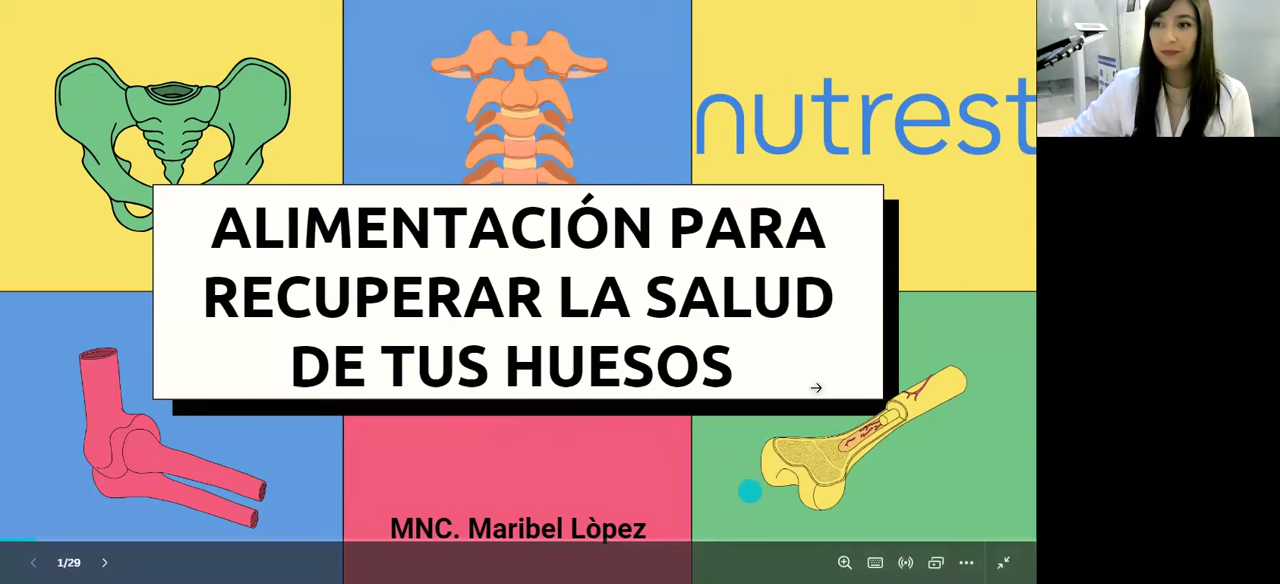 nutrest
ALIMENTACIÓN PARA
RECUPERAR LA SALUD
DE TUS HUESOS
MNC. Maribel Lòpez
1/29